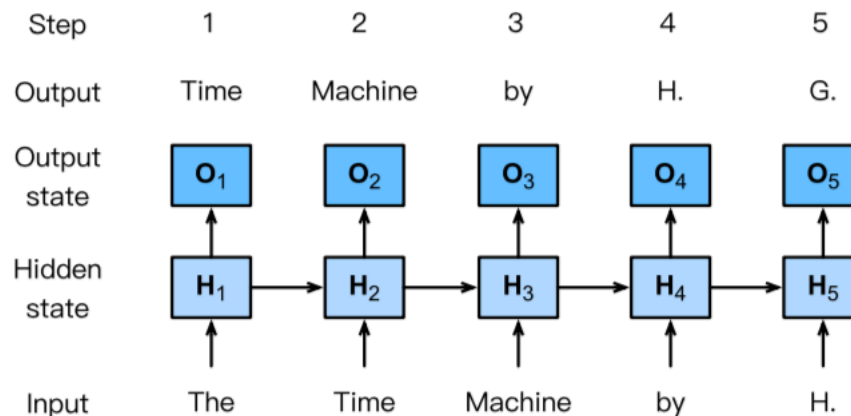 Step 1 2 3 4 5
Output Time Machine by H. G.
Output state O₁ O₂ O₃ O₄ O₅
Hidden state H₁ H₂ H₃ H₄ H₅
Input The Time Machine by H.